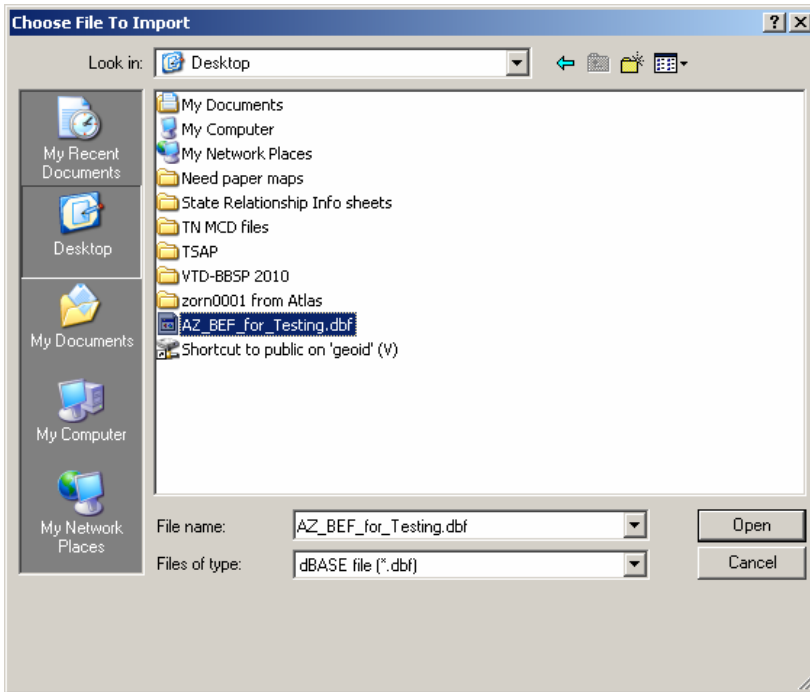 Choose File To Import
Look in: Desktop
My Recent
Documents
Desktop
My Documents
My Computer
My Network
Places
My Documents
My Computer
My Network Places
Need paper maps
State Relationship Info sheets
TN MCD files
TSAP
VTD-BBSP 2010
zorn0001 from Atlas
AZ_BEF_for_Testing.dbf
Shortcut to public on 'geoid' (V)
File name: AZ_BEF_for_Testing.dbf Open
Files of type: dBASE file (*.dbf) Cancel